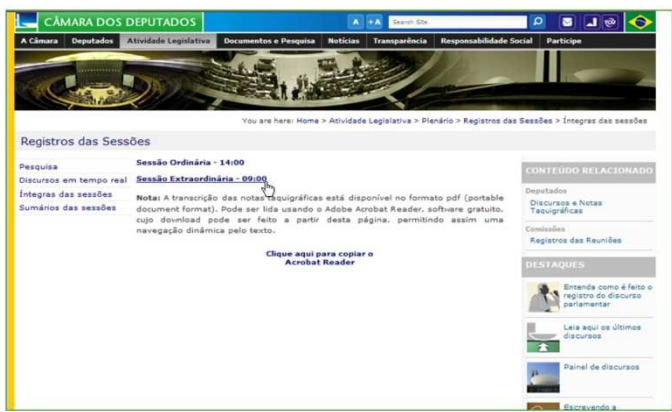 CÂMARA DOS DEPUTADOS
A +A Search Site
A Câmara Deputados Atividade Legislativa Documentos e Pesquisa Notícias Transparência Responsabilidade Social Participe
You are here: Home > Atividade Legislativa > Plenário > Registros das Sessões > Íntegras das sessões
Registros das Sessões
Pesquisa
Discursos em tempo real
Íntegras das sessões
Sumários das sessões
Sessão Ordinária - 14:00
Sessão Extraordinária - 09:00
Nota: A transcrição das notas taquigráficas está disponível no formato pdf (portable
document format). Pode ser lida usando o Adobe Acrobat Reader, software gratuito,
cujo download pode ser feito a partir desta página, permitindo assim uma
navegação dinâmica pelo texto.
Clique aqui para copiar o
Acrobat Reader
CONTEÚDO RELACIONADO
Deputados
Discursos e Notas
Taquigráficas
Comissões
Registros das Reuniões
DESTAQUES
Entenda como é feito o
registro do discurso
parlamentar
Leia aqui os últimos
discursos
Painel de discursos
Escrevendo a